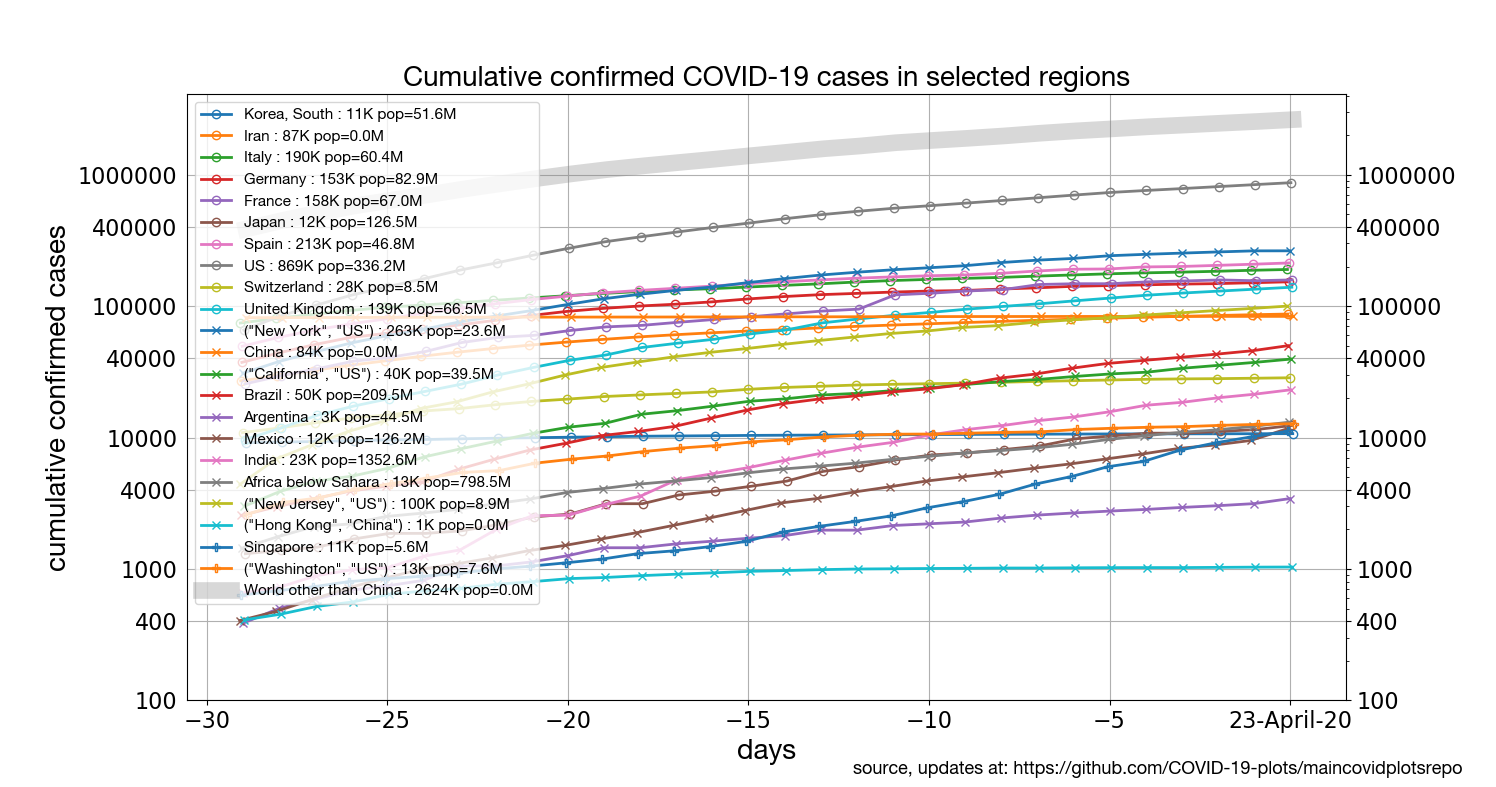 Cumulative confirmed COVID-19 cases in selected regions
Korea, South : 11K pop=51.6M
Iran : 87K pop=0.0M
Italy : 190K pop=60.4M
Germany : 153K pop=82.9M
France : 158K pop=67.0M
Japan : 12K pop=126.5M
Spain : 213K pop=46.8M
US : 869K pop=336.2M
Switzerland : 28K pop=8.5M
United Kingdom : 139K pop=66.5M
("New York", "US") : 263K pop=23.6M
China : 84K pop=0.0M
("California", "US") : 40K pop=39.5M
Brazil : 50K pop=209.5M
Argentina : 3K pop=44.5M
Mexico : 12K pop=126.2M
India : 23K pop=1352.6M
Africa below Sahara : 13K pop=798.5M
("New Jersey", "US") : 100K pop=8.9M
("Hong Kong", "China") : 1K pop=0.0M
Singapore : 11K pop=5.6M
("Washington", "US") : 13K pop=7.6M
World other than China : 2624K pop=0.0M
cumulative confirmed cases
1000000
400000
100000
40000
10000
4000
1000
400
100
1000000
400000
100000
40000
10000
4000
1000
400
100
−30 −25 −20 −15 −10 −5 23-April-20
days
source, updates at: https://github.com/COVID-19-plots/maincovidplotsrepo